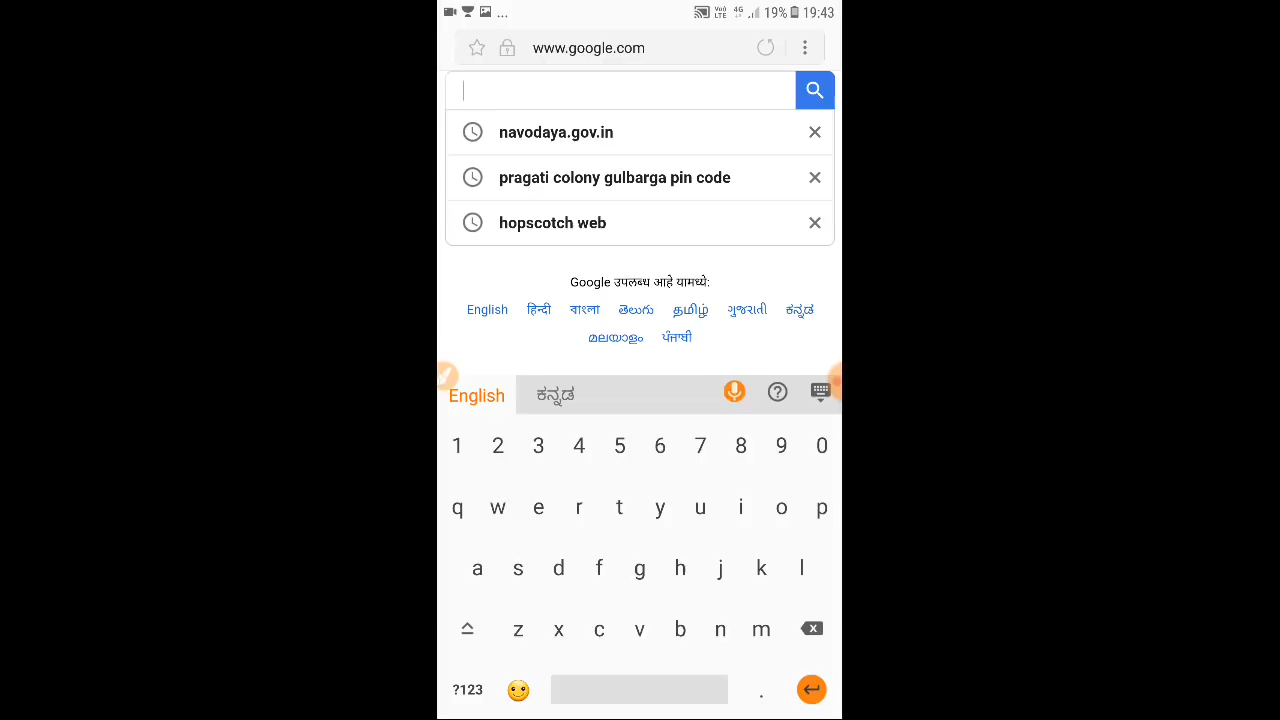 ... VoLTE 4G 19% 19:43
www.google.com
navodaya.gov.in
pragati colony gulbarga pin code
hopscotch web
Google उपलब्ध आहे यामध्ये:
English हिन्दी বাংলা తెలుగు தமிழ் ગુજરાતી ಕನ್ನಡ
മലയാളം ਪੰਜਾਬੀ
English ಕನ್ನಡ
1 2 3 4 5 6 7 8 9 0
q w e r t y u i o p
a s d f g h j k l
z x c v b n m
?123 .